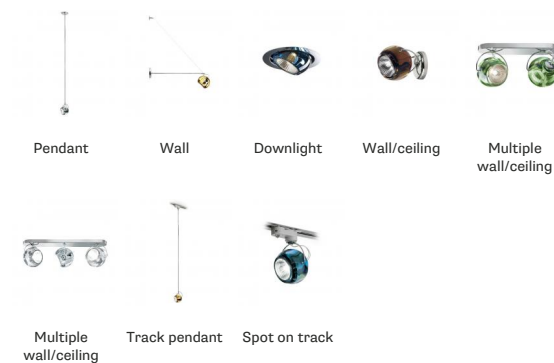 Pendant
Wall
Downlight
Wall/ceiling
Multiple
wall/ceiling
Multiple
wall/ceiling
Track pendant
Spot on track